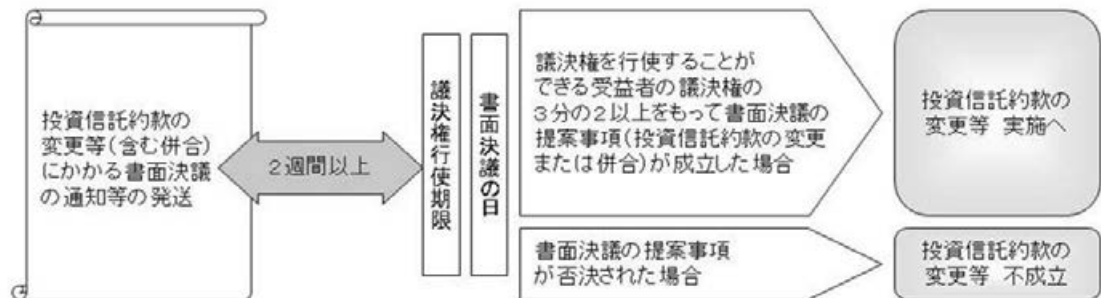 投資信託約款の
変更等(含む併合)
にかかる書面決議
の通知等の発送
2週間以上
議決権行使期限
書面決議の日
議決権を行使することが
できる受益者の議決権の
3分の2以上をもって書面決議の
提案事項(投資信託約款の変更
または併合)が成立した場合
投資信託約款の
変更等 実施へ
書面決議の提案事項
が否決された場合
投資信託約款の
変更等 不成立